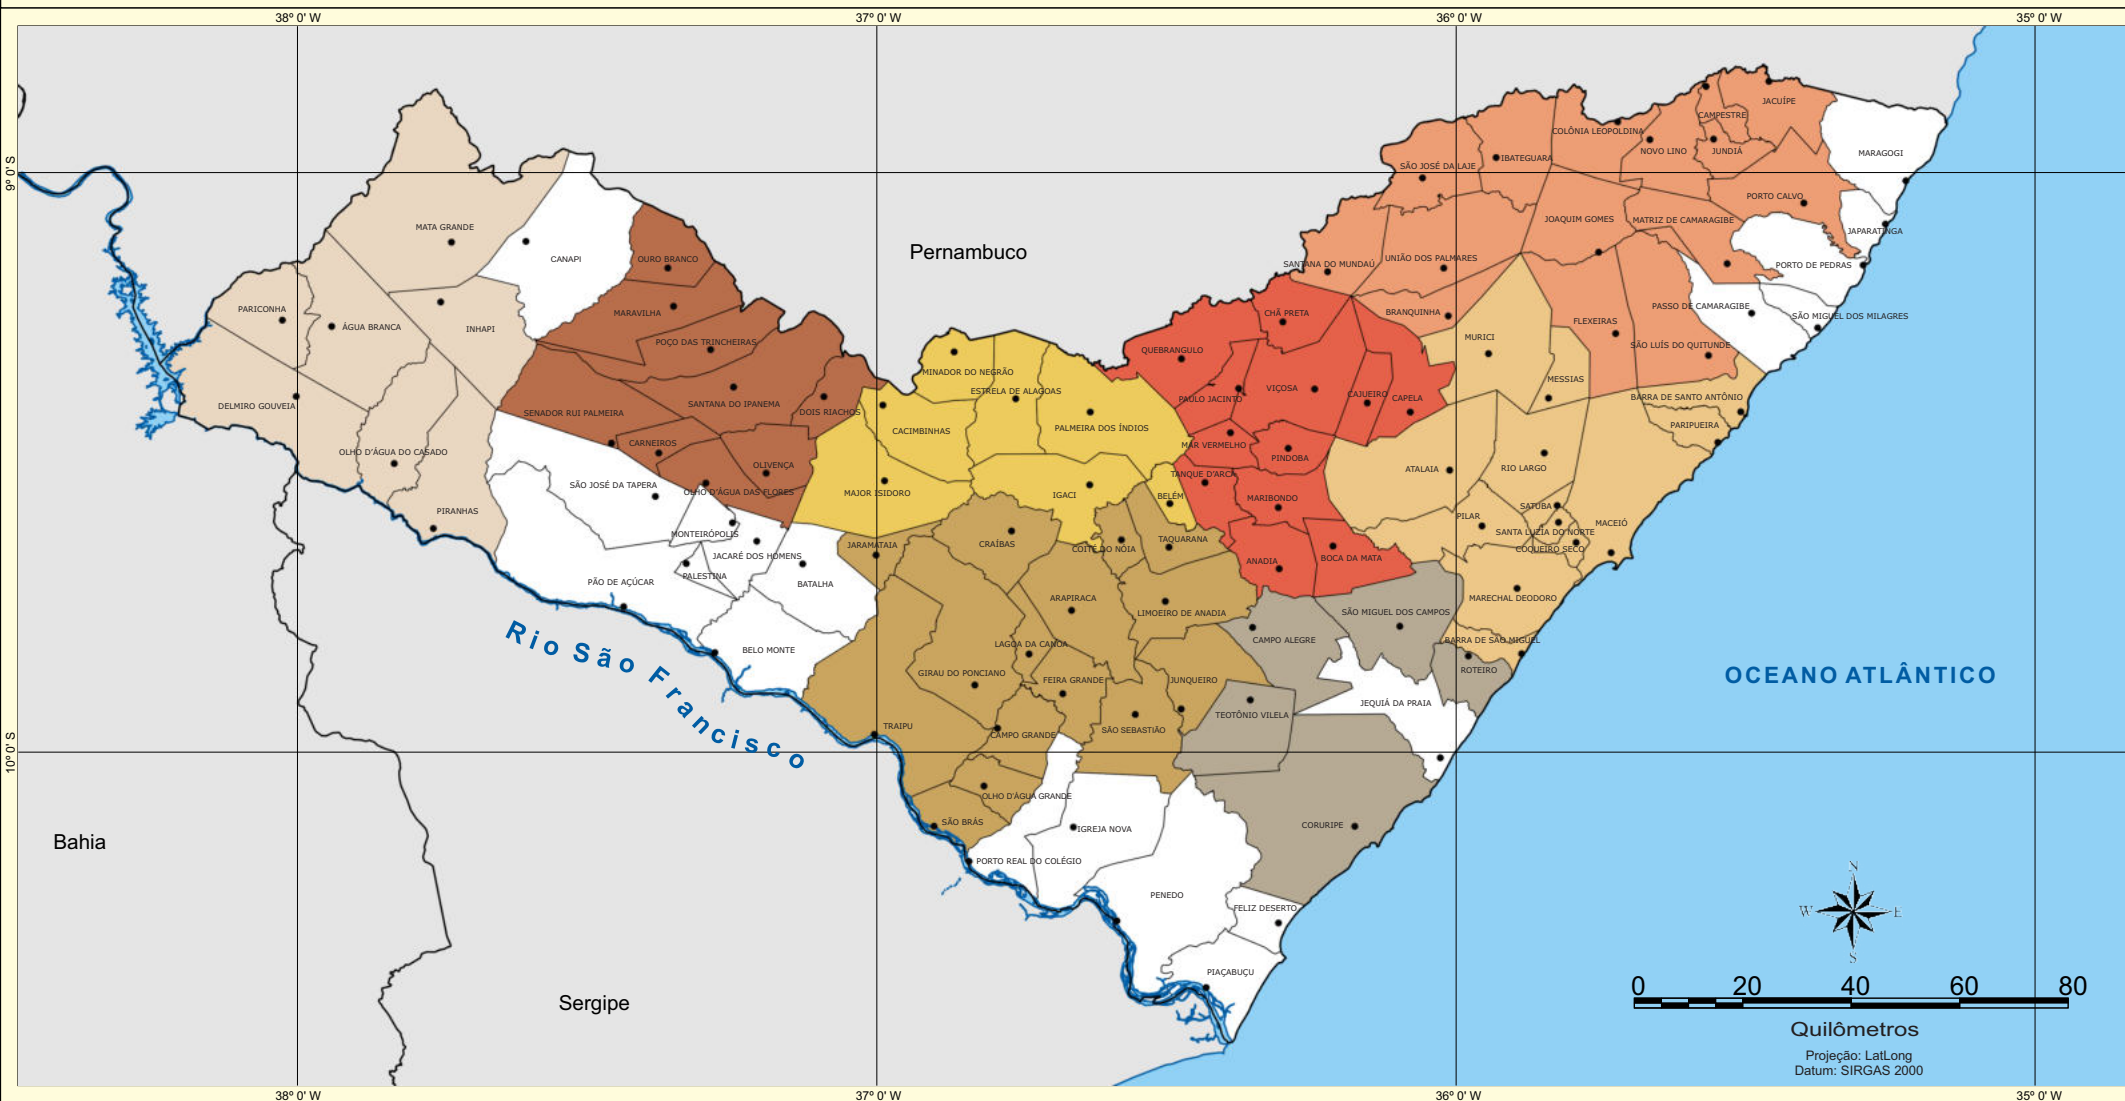 38º 0' W
37º 0' W
36º 0' W
35º 0' W
9º 0' S
10º 0' S
Pernambuco
Bahia
Sergipe
Rio São Francisco
OCEANO ATLÂNTICO
MATA GRANDE
CANAPI
OURO BRANCO
PARICONHA
ÁGUA BRANCA
INHAPI
MARAVILHA
POÇO DAS TRINCHEIRAS
DELMIRO GOUVEIA
SENADOR RUI PALMEIRA
SANTANA DO IPANEMA
DOIS RIACHOS
OLHO D'ÁGUA DO CASADO
CARNEIROS
OLIVENÇA
SÃO JOSÉ DA TAPERA
OLHO D'ÁGUA DAS FLORES
PIRANHAS
MONTEIRÓPOLIS
JACARÉ DOS HOMENS
PALESTINA
PÃO DE AÇÚCAR
BATALHA
BELO MONTE
MINADOR DO NEGRÃO
ESTRELA DE ALAGOAS
CACIMBINHAS
PALMEIRA DOS ÍNDIOS
MAJOR ISIDORO
IGACI
BELÉM
JARAMATAIA
CRAÍBAS
COITÉ DO NÓIA
TAQUARANA
ARAPIRACA
LIMOEIRO DE ANADIA
LAGOA DA CANOA
GIRAU DO PONCIANO
FEIRA GRANDE
JUNQUEIRO
TRAIPU
CAMPO GRANDE
SÃO SEBASTIÃO
OLHO D'ÁGUA GRANDE
SÃO BRÁS
IGREJA NOVA
PORTO REAL DO COLÉGIO
PENEDO
FELIZ DESERTO
PIAÇABUÇU
CORURIPE
TEOTÔNIO VILELA
JEQUIÁ DA PRAIA
CAMPO ALEGRE
SÃO MIGUEL DOS CAMPOS
ROTEIRO
BARRA DE SÃO MIGUEL
MARECHAL DEODORO
QUEBRANGULO
CHÃ PRETA
PAULO JACINTO
VIÇOSA
CAJUEIRO
CAPELA
MAR VERMELHO
PINDOBA
TANQUE D'ARCA
MARIBONDO
ANADIA
BOCA DA MATA
ATALAIA
RIO LARGO
PILAR
SATUBA
SANTA LUZIA DO NORTE
COQUEIRO SECO
MACEIÓ
MURICI
MESSIAS
BARRA DE SANTO ANTÔNIO
PARIPUEIRA
SANTANA DO MUNDAÚ
UNIÃO DOS PALMARES
BRANQUINHA
SÃO JOSÉ DA LAJE
IBATEGUARA
COLÔNIA LEOPOLDINA
NOVO LINO
CAMPESTRE
JUNDIÁ
JACUÍPE
MARAGOGI
PORTO CALVO
JAPARATINGA
JOAQUIM GOMES
MATRIZ DE CAMARAGIBE
PORTO DE PEDRAS
PASSO DE CAMARAGIBE
SÃO MIGUEL DOS MILAGRES
FLEXEIRAS
SÃO LUÍS DO QUITUNDE
N
W
E
S
0 20 40 60 80
Quilômetros
Projeção: LatLong
Datum: SIRGAS 2000
38º 0' W
37º 0' W
36º 0' W
35º 0' W